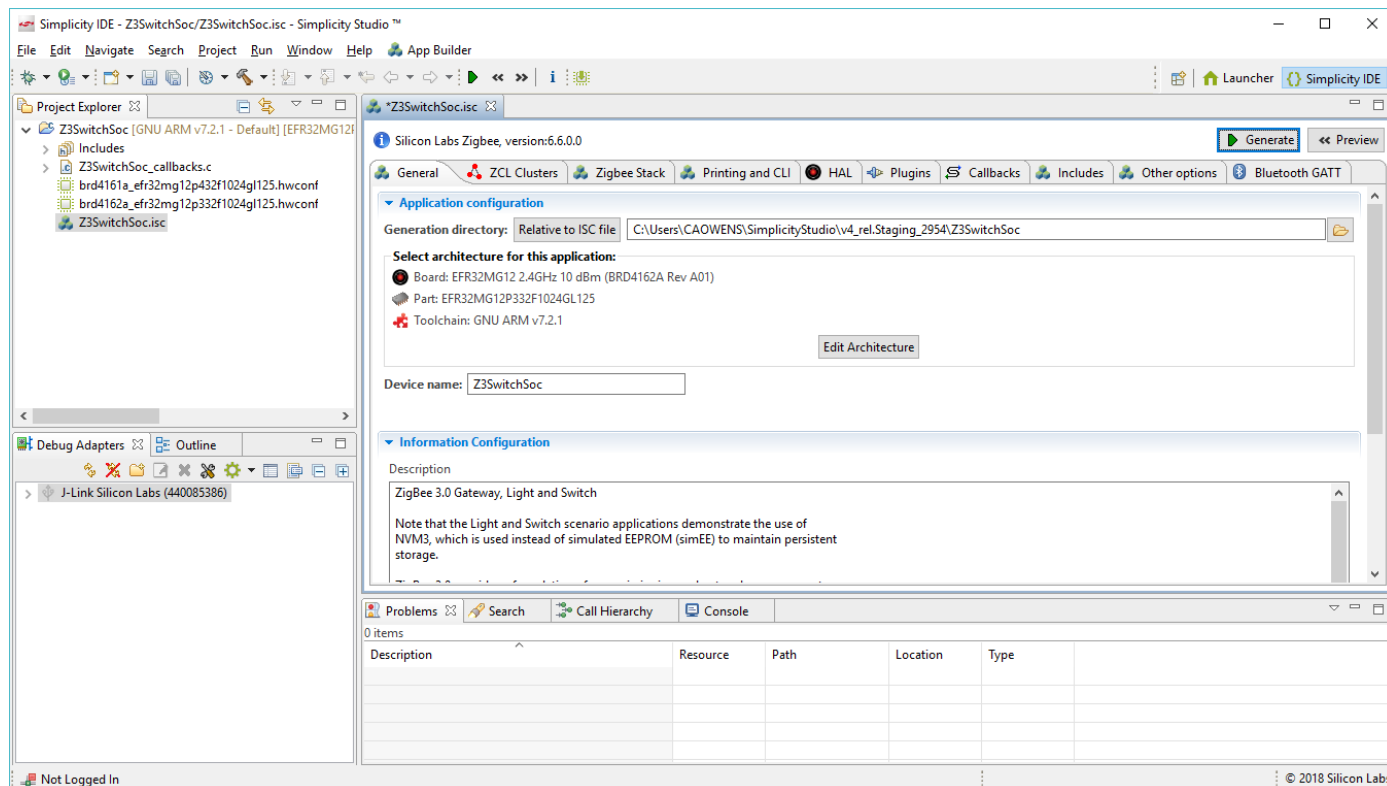 Simplicity IDE - Z3SwitchSoc/Z3SwitchSoc.isc - Simplicity Studio ™
File Edit Navigate Search Project Run Window Help App Builder
Launcher Simplicity IDE
Project Explorer
Z3SwitchSoc [GNU ARM v7.2.1 - Default] [EFR32MG12P
Includes
Z3SwitchSoc_callbacks.c
brd4161a_efr32mg12p432f1024gl125.hwconf
brd4162a_efr32mg12p332f1024gl125.hwconf
Z3SwitchSoc.isc
*Z3SwitchSoc.isc
Silicon Labs Zigbee, version:6.6.0.0
Generate Preview
General ZCL Clusters Zigbee Stack Printing and CLI HAL Plugins Callbacks Includes Other options Bluetooth GATT
Application configuration
Generation directory: Relative to ISC file C:\Users\CAOWENS\SimplicityStudio\v4_rel.Staging_2954\Z3SwitchSoc
Select architecture for this application:
Board: EFR32MG12 2.4GHz 10 dBm (BRD4162A Rev A01)
Part: EFR32MG12P332F1024GL125
Toolchain: GNU ARM v7.2.1
Edit Architecture
Device name: Z3SwitchSoc
Information Configuration
Description
ZigBee 3.0 Gateway, Light and Switch
Note that the Light and Switch scenario applications demonstrate the use of
NVM3, which is used instead of simulated EEPROM (simEE) to maintain persistent
storage.
Debug Adapters Outline
J-Link Silicon Labs (440085386)
Problems Search Call Hierarchy Console
0 items
Description Resource Path Location Type
Not Logged In
© 2018 Silicon Labs